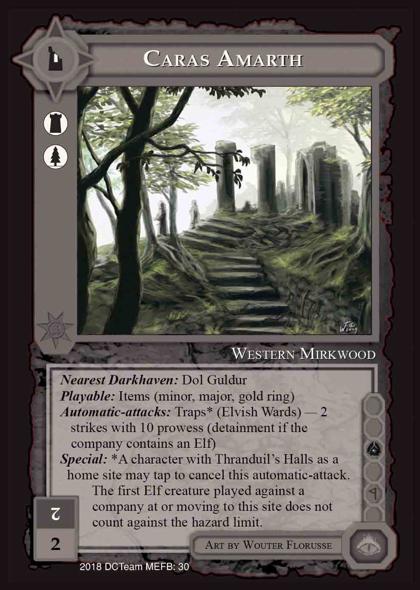 CARAS AMARTH
WESTERN MIRKWOOD
Nearest Darkhaven: Dol Guldur
Playable: Items (minor, major, gold ring)
Automatic-attacks: Traps* (Elvish Wards) — 2
strikes with 10 prowess (detainment if the
company contains an Elf)
Special: *A character with Thranduil's Halls as a
home site may tap to cancel this automatic-attack.
The first Elf creature played against a
company at or moving to this site does not
count against the hazard limit.
2
2
ART BY WOUTER FLORUSSE
2018 DCTeam MEFB: 30